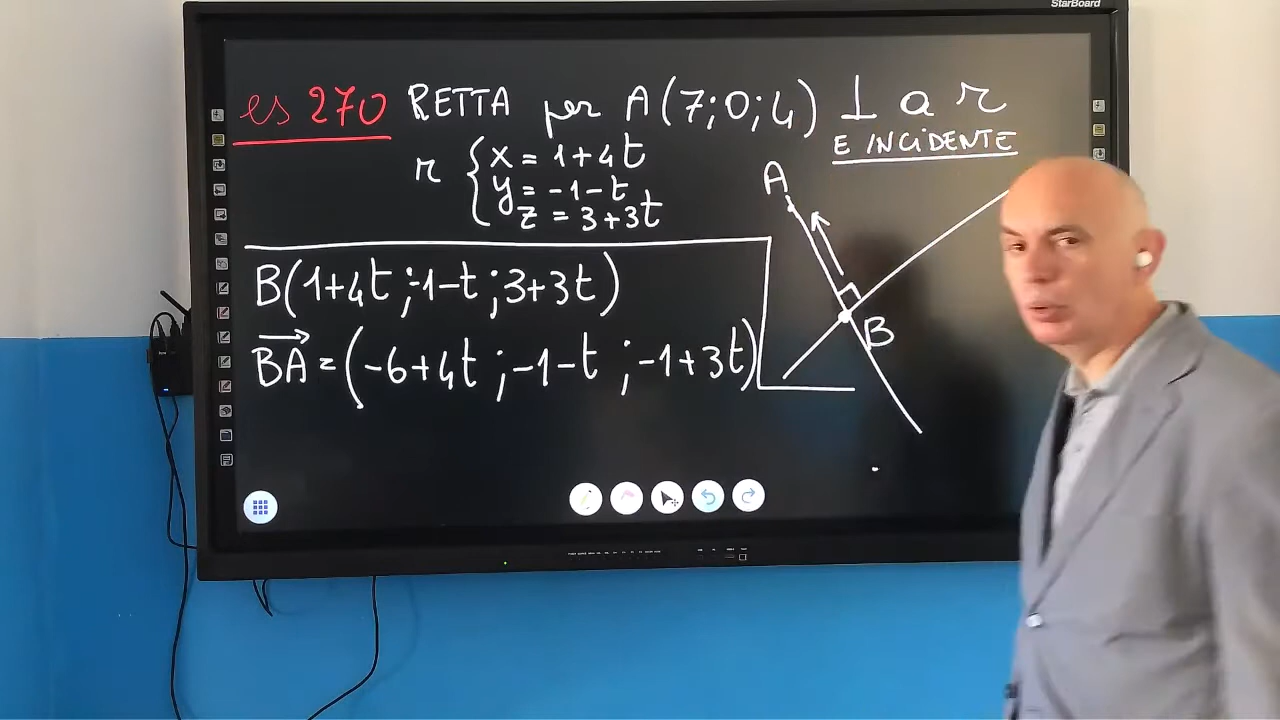 StarBoard
es 270 RETTA per A(7;0;4) ⊥ a r
E INCIDENTE
r { x = 1+4t
y = -1-t
z = 3+3t
A
B(1+4t;-1-t;3+3t)
B
BA=(-6+4t;-1-t;-1+3t)